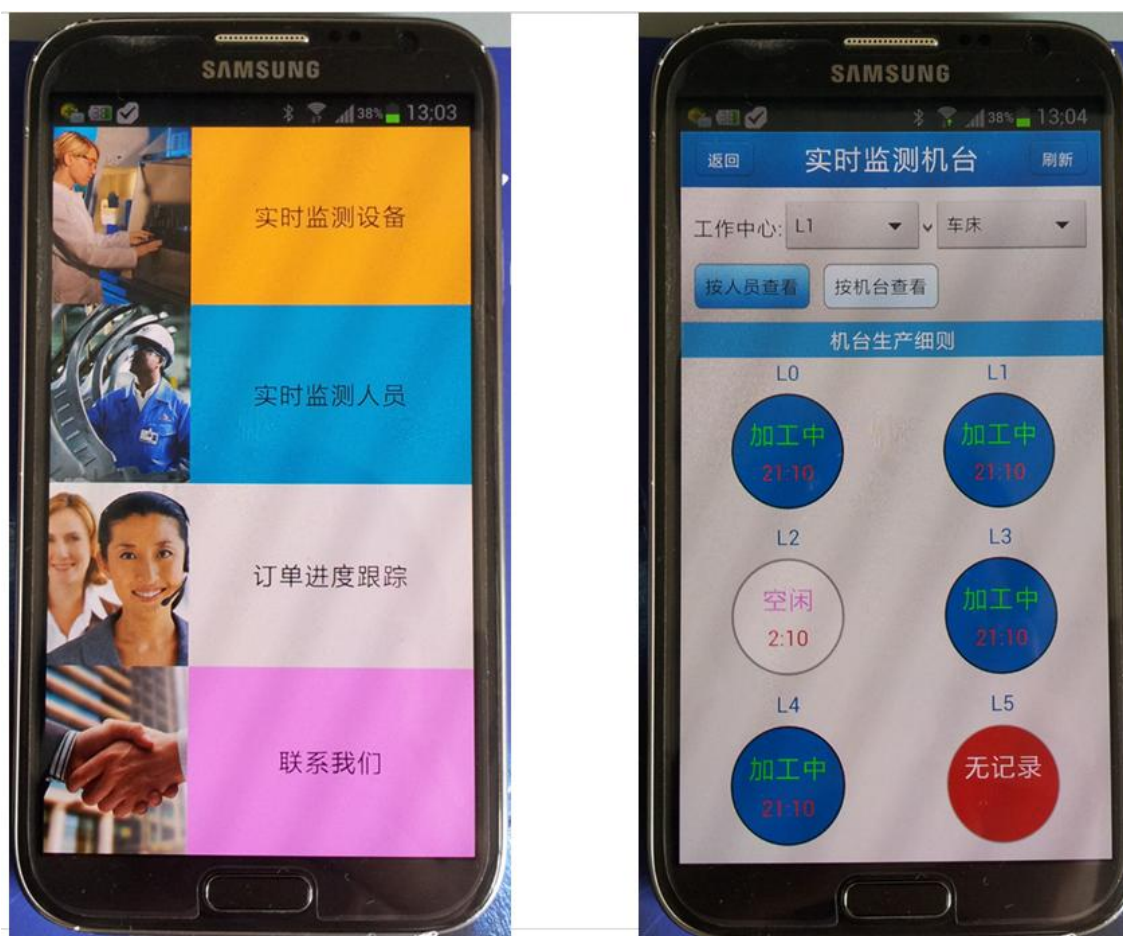 SAMSUNG
38% 13:03
实时监测设备
实时监测人员
订单进度跟踪
联系我们
SAMSUNG
38% 13:04
返回 实时监测机台 刷新
工作中心: L1 车床
按人员查看 按机台查看
机台生产细则
L0 L1
加工中 加工中
21:10 21:10
L2 L3
空闲 加工中
2:10 21:10
L4 L5
加工中 无记录
21:10